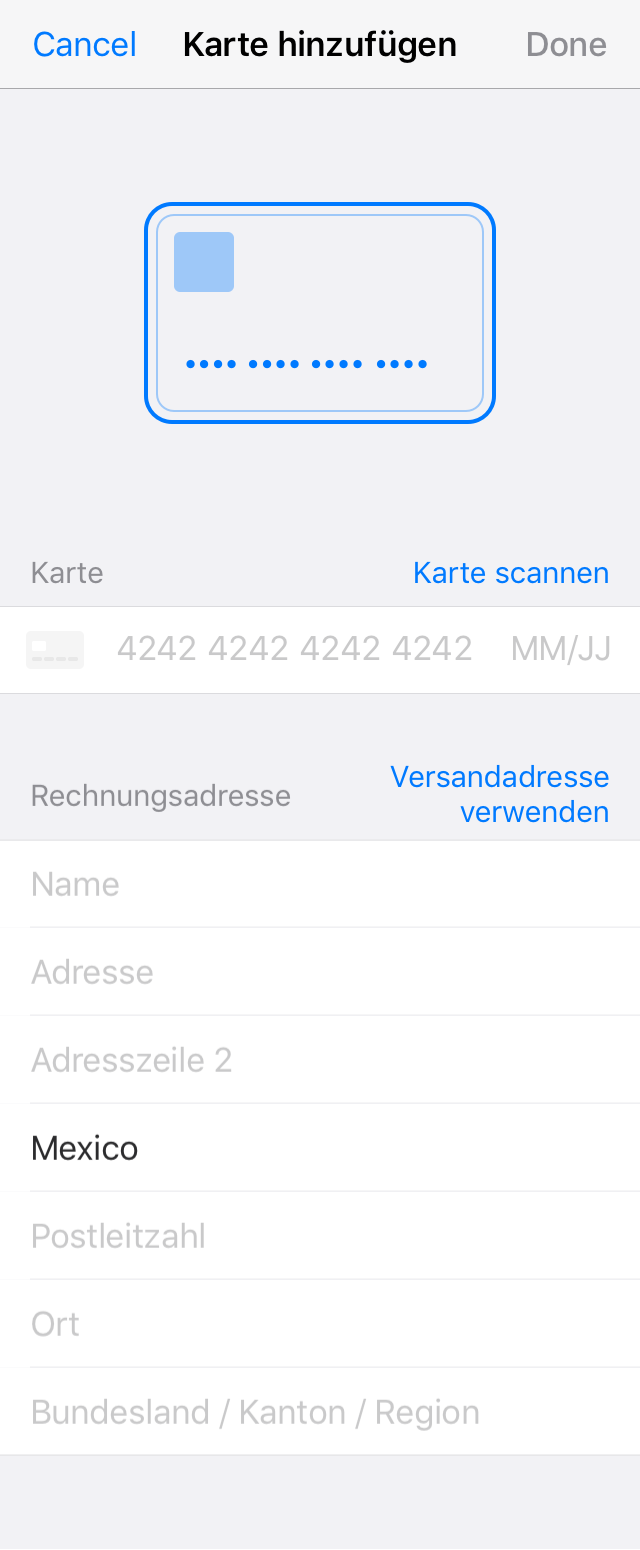 Cancel Karte hinzufügen Done
•••• •••• •••• ••••
Karte Karte scannen
4242 4242 4242 4242 MM/JJ
Rechnungsadresse Versandadresse
verwenden
Name
Adresse
Adresszeile 2
Mexico
Postleitzahl
Ort
Bundesland / Kanton / Region